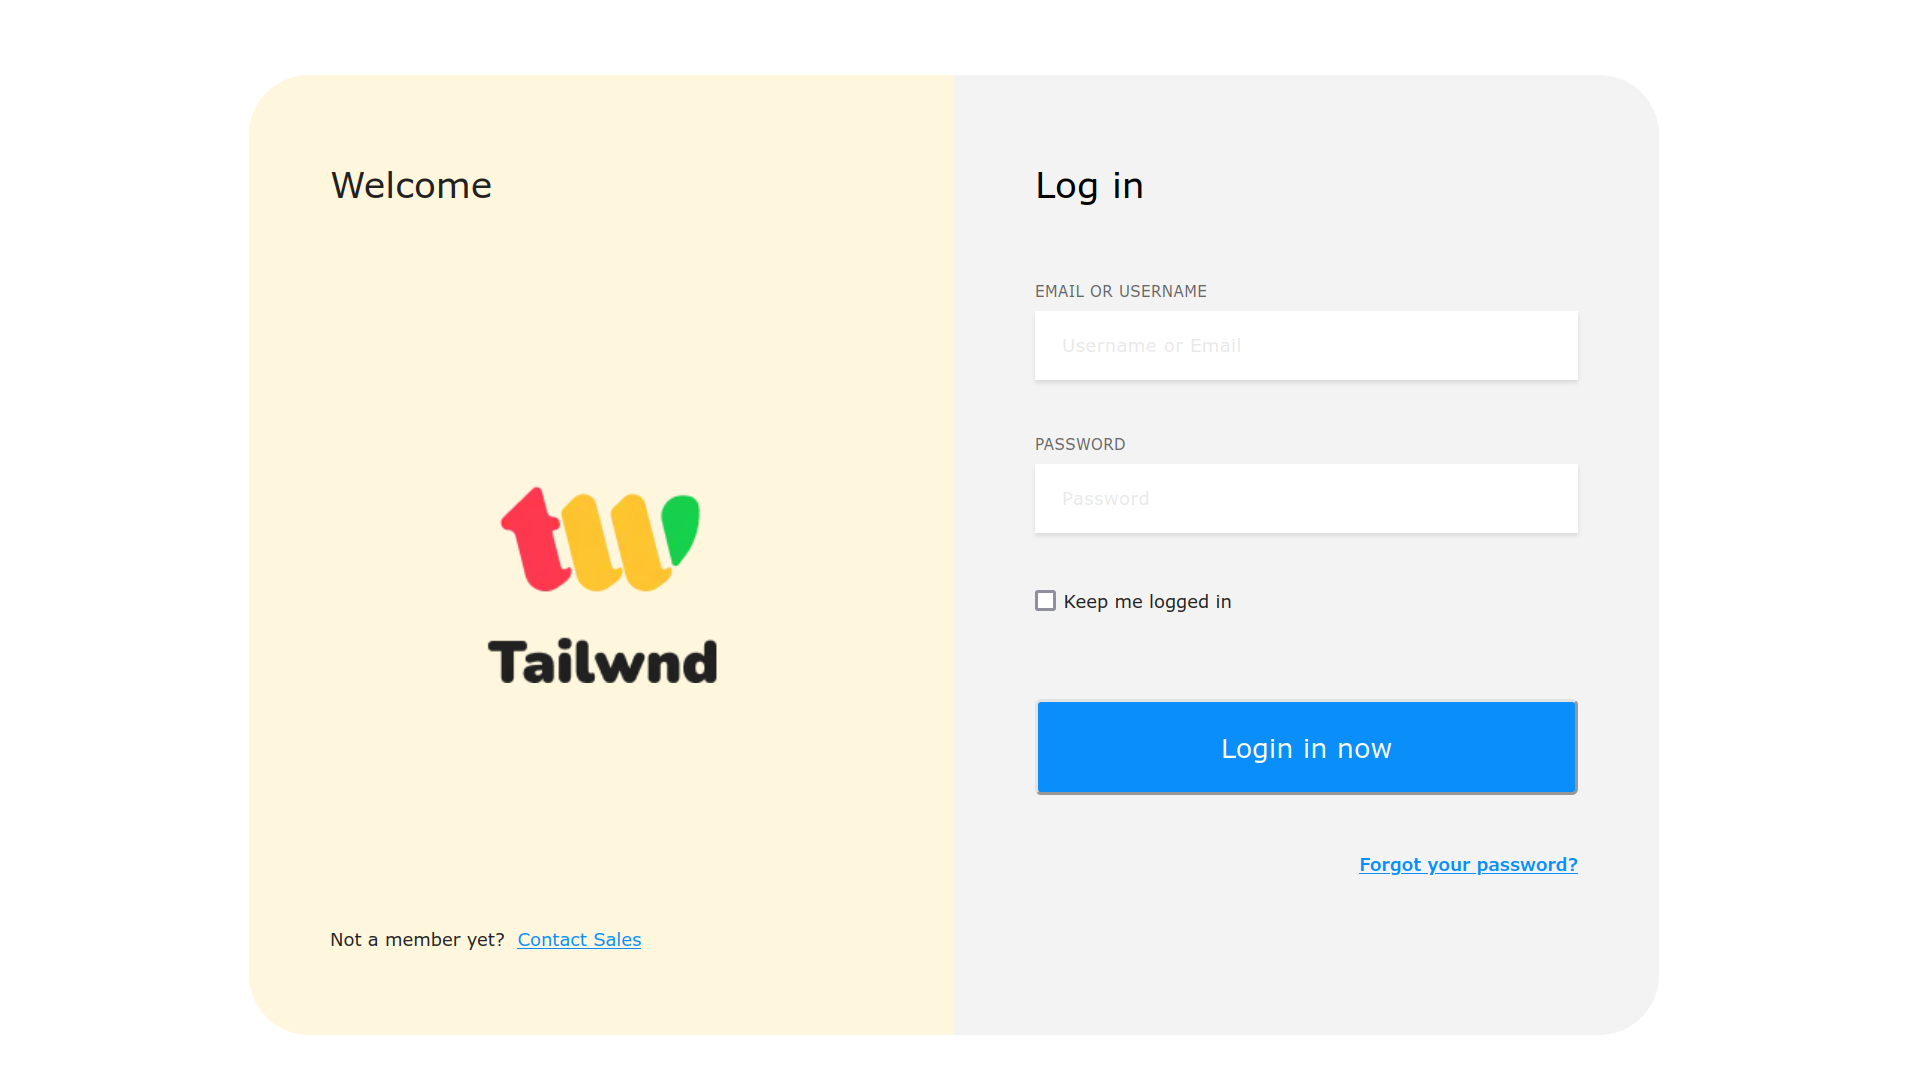 Welcome
tw
Tailwnd
Not a member yet? Contact Sales
Log in
EMAIL OR USERNAME
Username or Email
PASSWORD
Password
Keep me logged in
Login in now
Forgot your password?